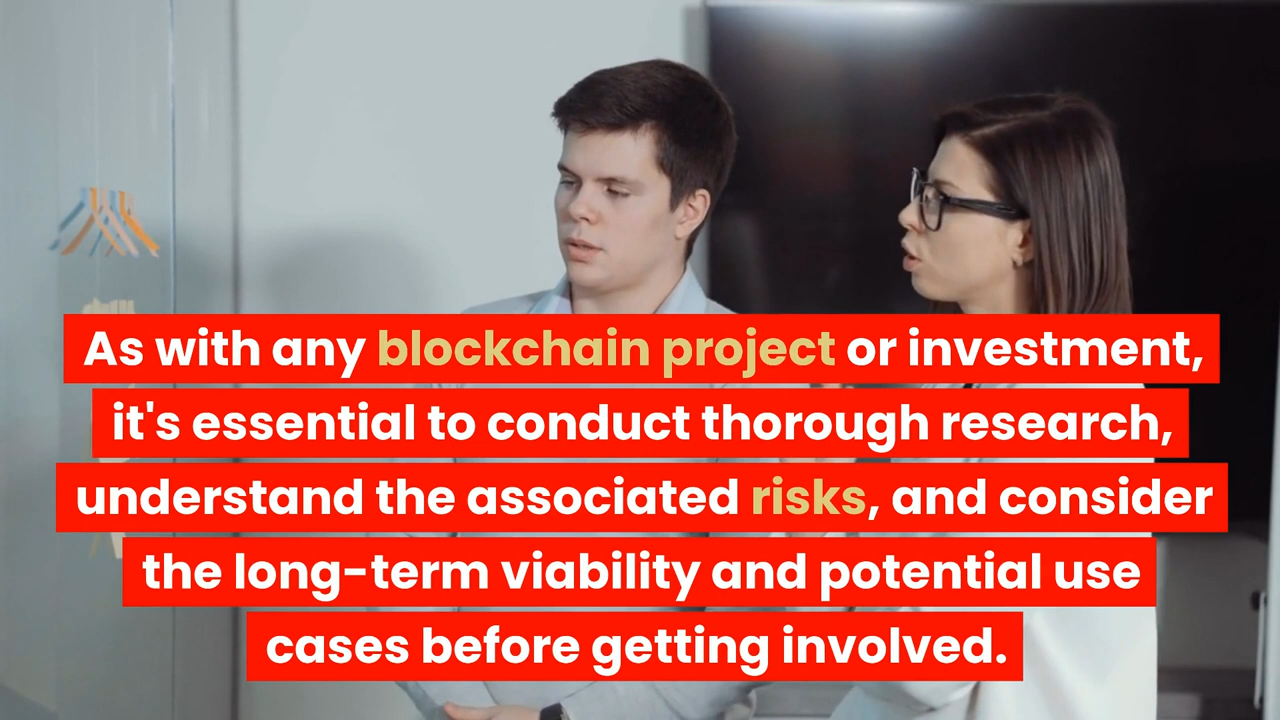 As with any blockchain project or investment,
it's essential to conduct thorough research,
understand the associated risks, and consider
the long-term viability and potential use
cases before getting involved.